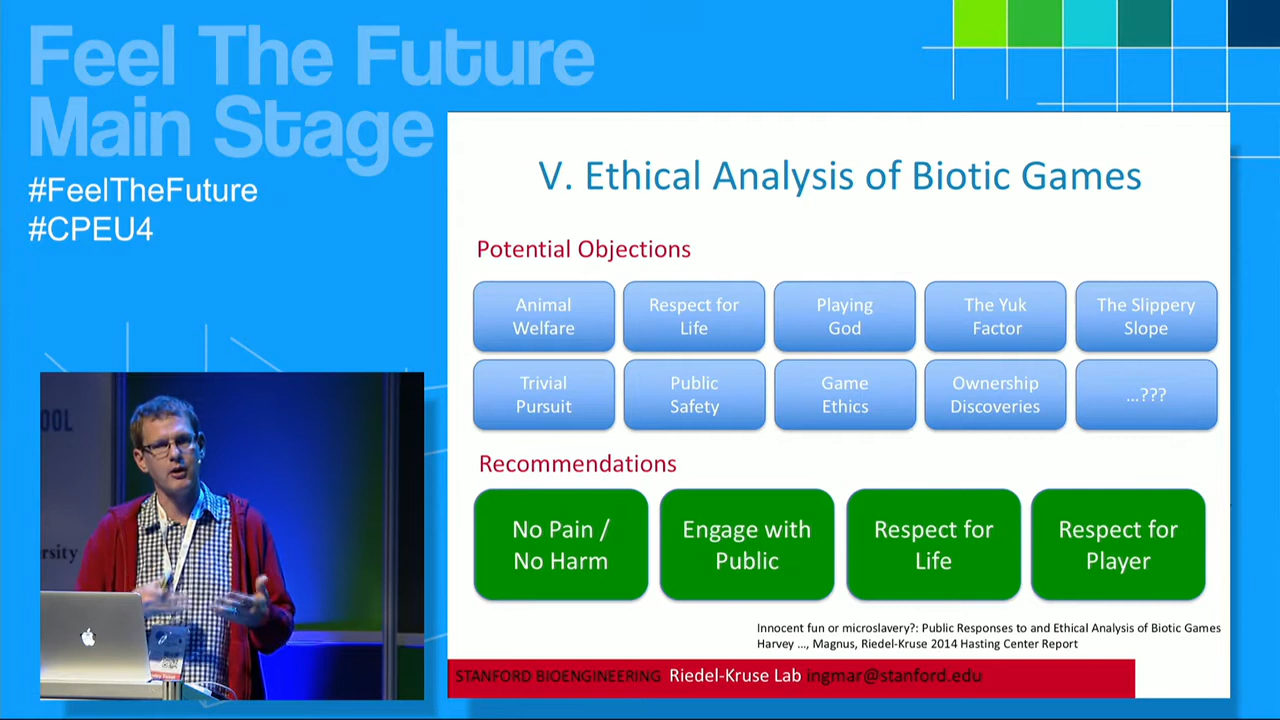 Feel The Future
Main Stage
#FeelTheFuture
#CPEU4
V. Ethical Analysis of Biotic Games
Potential Objections
Animal
Welfare
Respect for
Life
Playing
God
The Yuk
Factor
The Slippery
Slope
Trivial
Pursuit
Public
Safety
Game
Ethics
Ownership
Discoveries
...???
Recommendations
No Pain /
No Harm
Engage with
Public
Respect for
Life
Respect for
Player
Innocent fun or microslavery?: Public Responses to and Ethical Analysis of Biotic Games
Harvey ..., Magnus, Riedel-Kruse 2014 Hasting Center Report
STANFORD BIOENGINEERING Riedel-Kruse Lab ingmar@stanford.edu